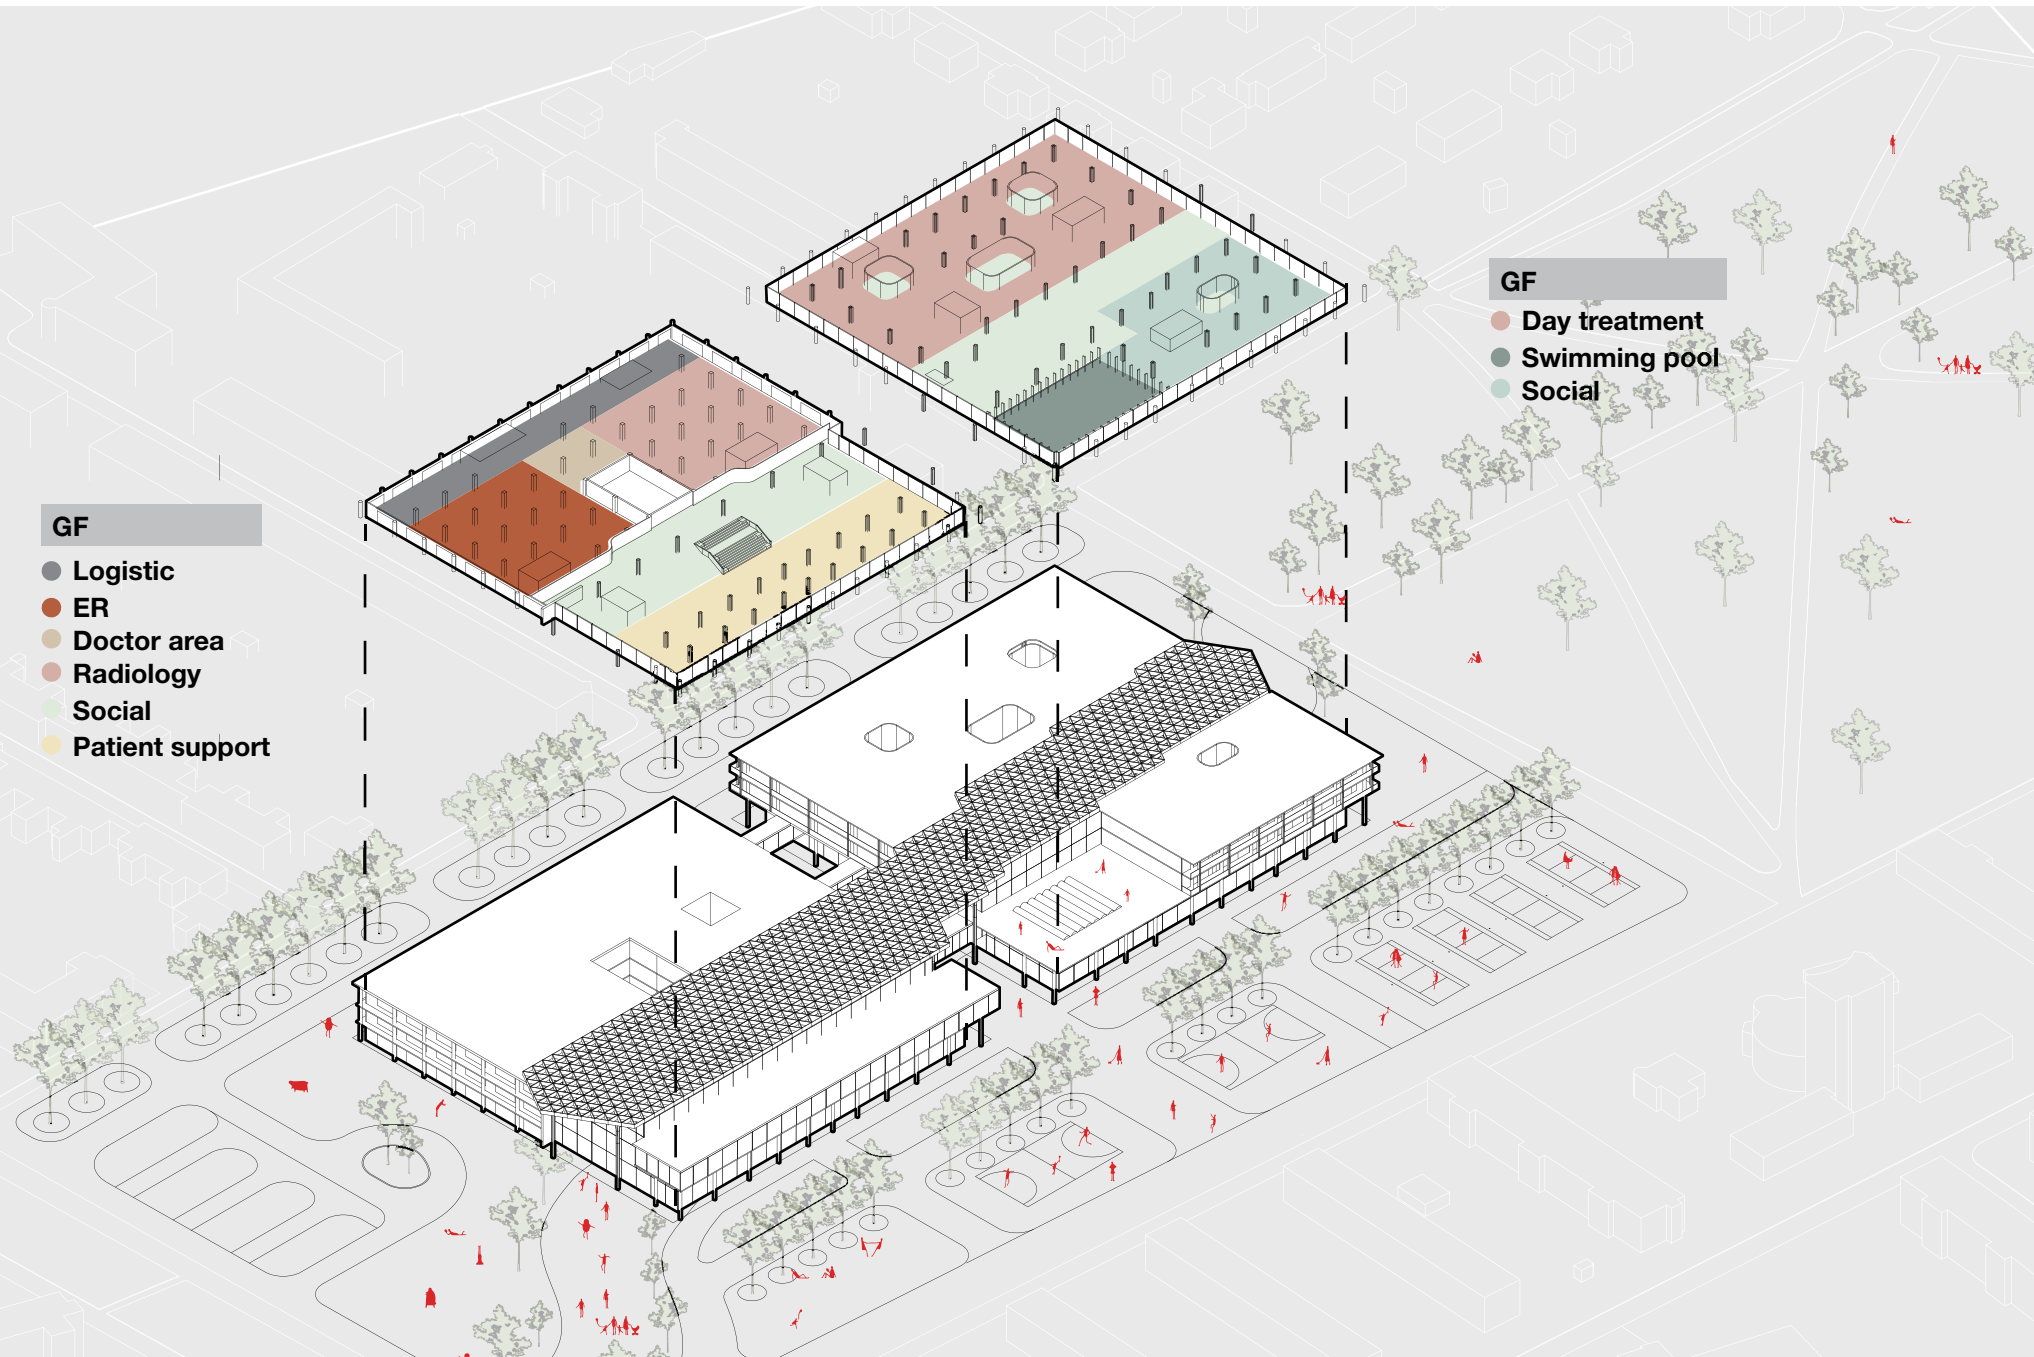 GF
Day treatment
Swimming pool
Social
GF
Logistic
ER
Doctor area
Radiology
Social
Patient support